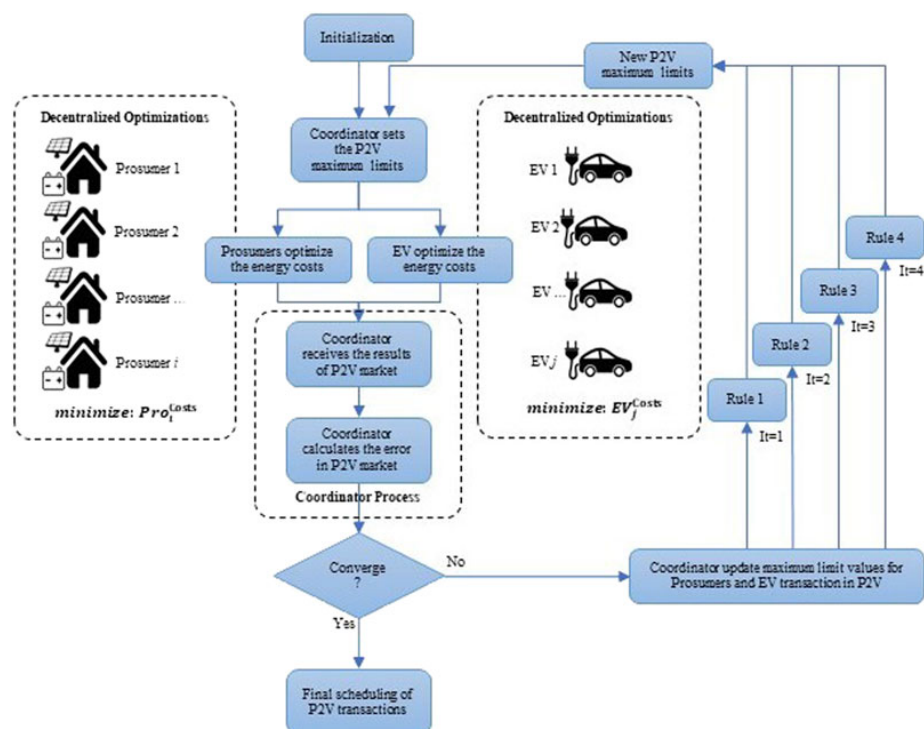 Initialization
New P2V
maximum limits
Decentralized Optimizations
Prosumer 1
Prosumer 2
Prosumer ...
Prosumer i
minimize: Pro_i^Costs
Coordinator sets
the P2V
maximum limits
Decentralized Optimizations
EV 1
EV 2
EV ...
EV j
minimize: EV_j^Costs
Prosumers optimize
the energy costs
EV optimize the
energy costs
Coordinator
receives the results
of P2V market
Coordinator
calculates the error
in P2V market
Coordinator Process
Rule 4
It=4
Rule 3
It=3
Rule 2
It=2
Rule 1
It=1
Converge
?
No
Yes
Coordinator update maximum limit values for
Prosumers and EV transaction in P2V
Final scheduling of
P2V transactions